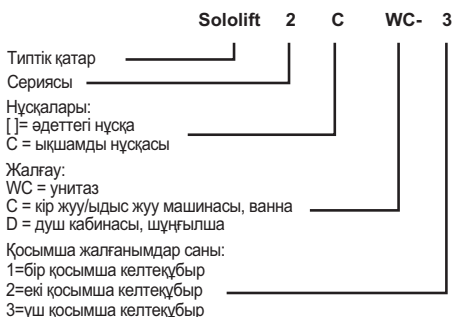 Sololift 2 C WC- 3
Типтік қатар
Сериясы
Нұсқалары:
[ ]= әдеттегі нұсқа
C = ықшамды нұсқасы
Жалғау:
WC = унитаз
C = кір жуу/ыдыс жуу машинасы, ванна
D = душ кабинасы, шұңғылша
Қосымша жалғанымдар саны:
1=бір қосымша келтеқұбыр
2=екі қосымша келтеқұбыр
3=үш қосымша келтеқұбыр